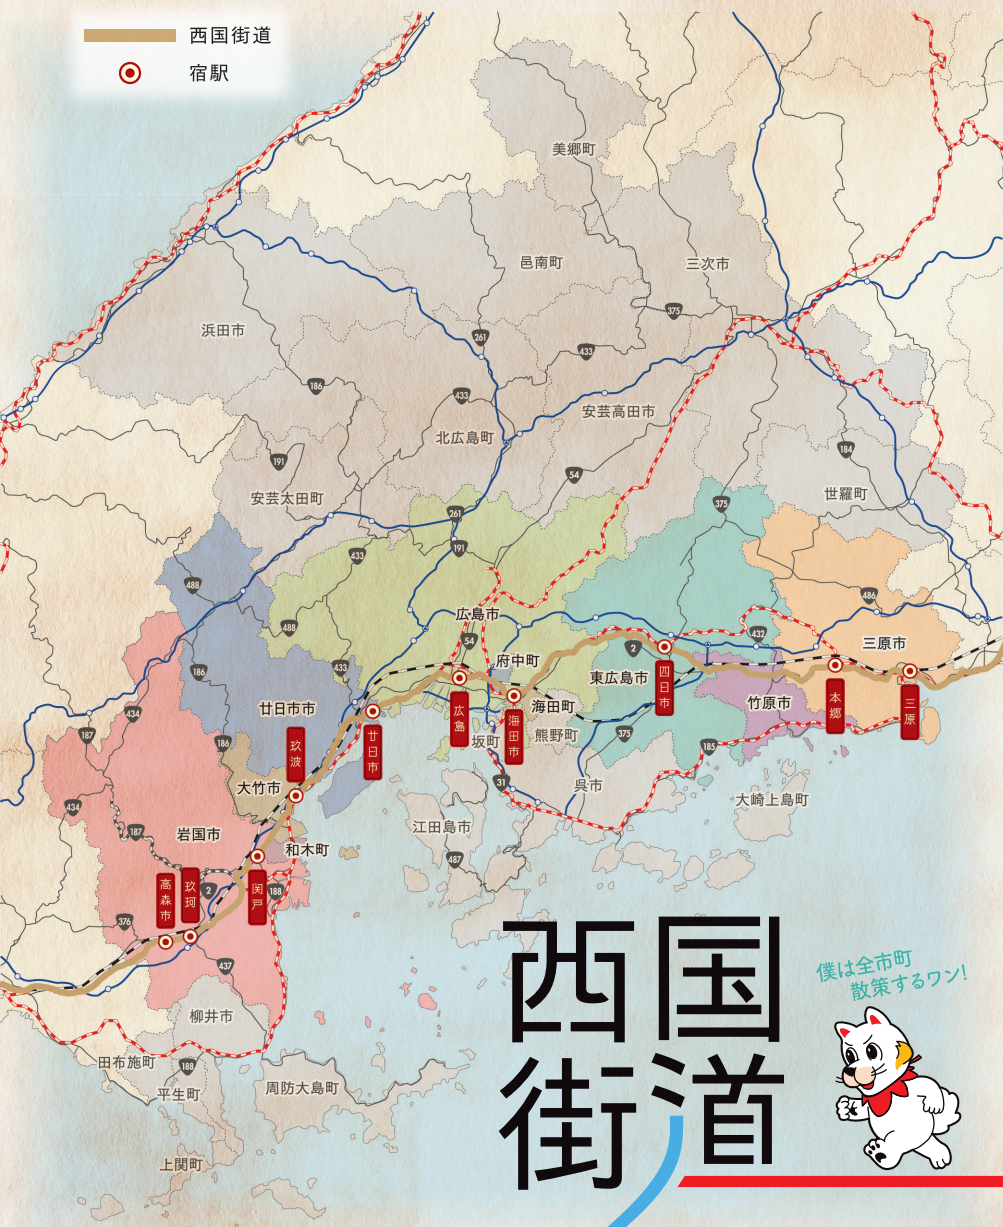 西国街道
宿駅
美郷町
邑南町
三次市
375
浜田市
261
433
186
433
安芸高田市
北広島町
191
54
184
安芸太田町
世羅町
375
261
191
433
488
486
広島市
488
432
54
三原市
府中町
2
433
186
東広島市
四日市
本郷
三原
廿日市市
海田町
竹原市
434
広島
海田市
熊野町
375
187
186
玖波
廿日市
坂町
185
31
大竹市
呉市
大崎上島町
434
187
岩国市
江田島市
和木町
487
高森市
玖珂
2
関戸
188
376
437
西国
街道
僕は全市町
散策するワン!
柳井市
田布施町
188
平生町
周防大島町
上関町